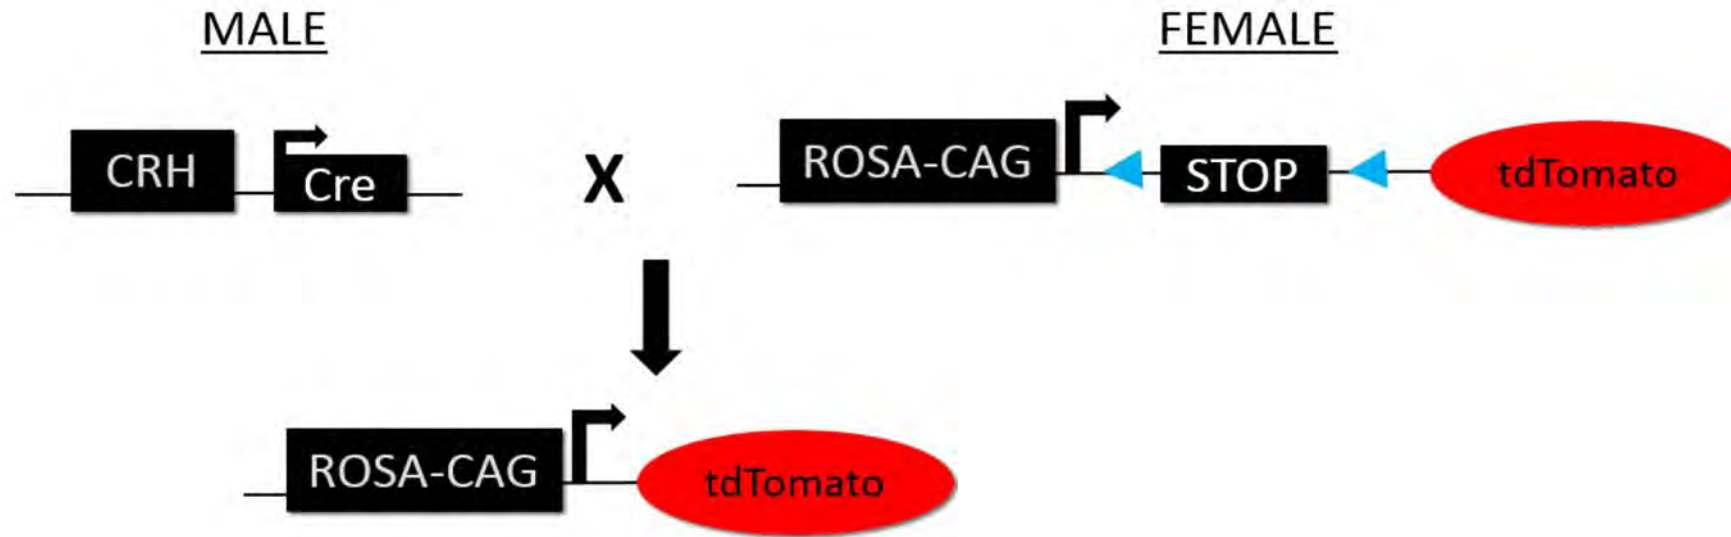 MALE
FEMALE
CRH
Cre
X
ROSA-CAG
STOP
tdTomato
ROSA-CAG
tdTomato